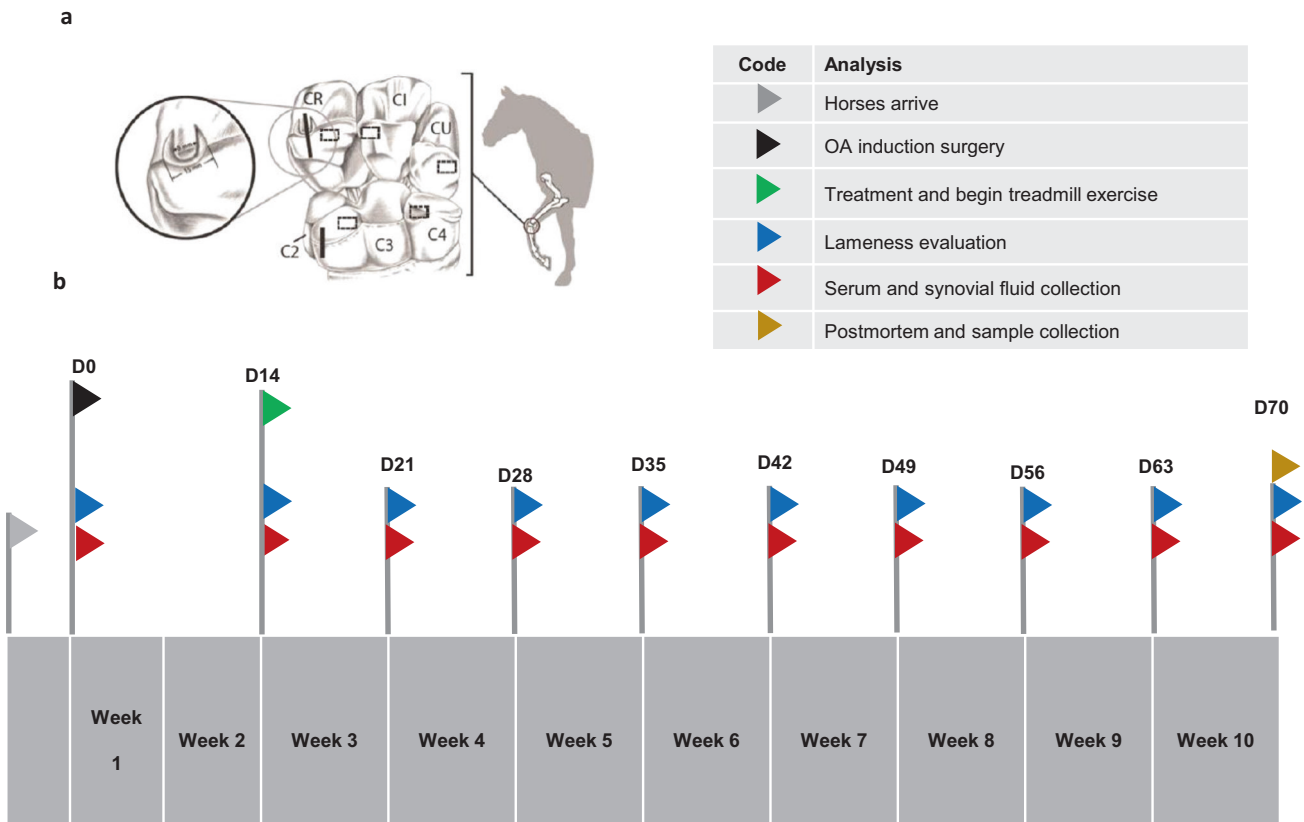 a
CR
CI
CU
C2
C3
C4
Code Analysis
Horses arrive
OA induction surgery
Treatment and begin treadmill exercise
Lameness evaluation
Serum and synovial fluid collection
Postmortem and sample collection
b
D0
D14
D21
D28
D35
D42
D49
D56
D63
D70
Week
1
Week 2
Week 3
Week 4
Week 5
Week 6
Week 7
Week 8
Week 9
Week 10